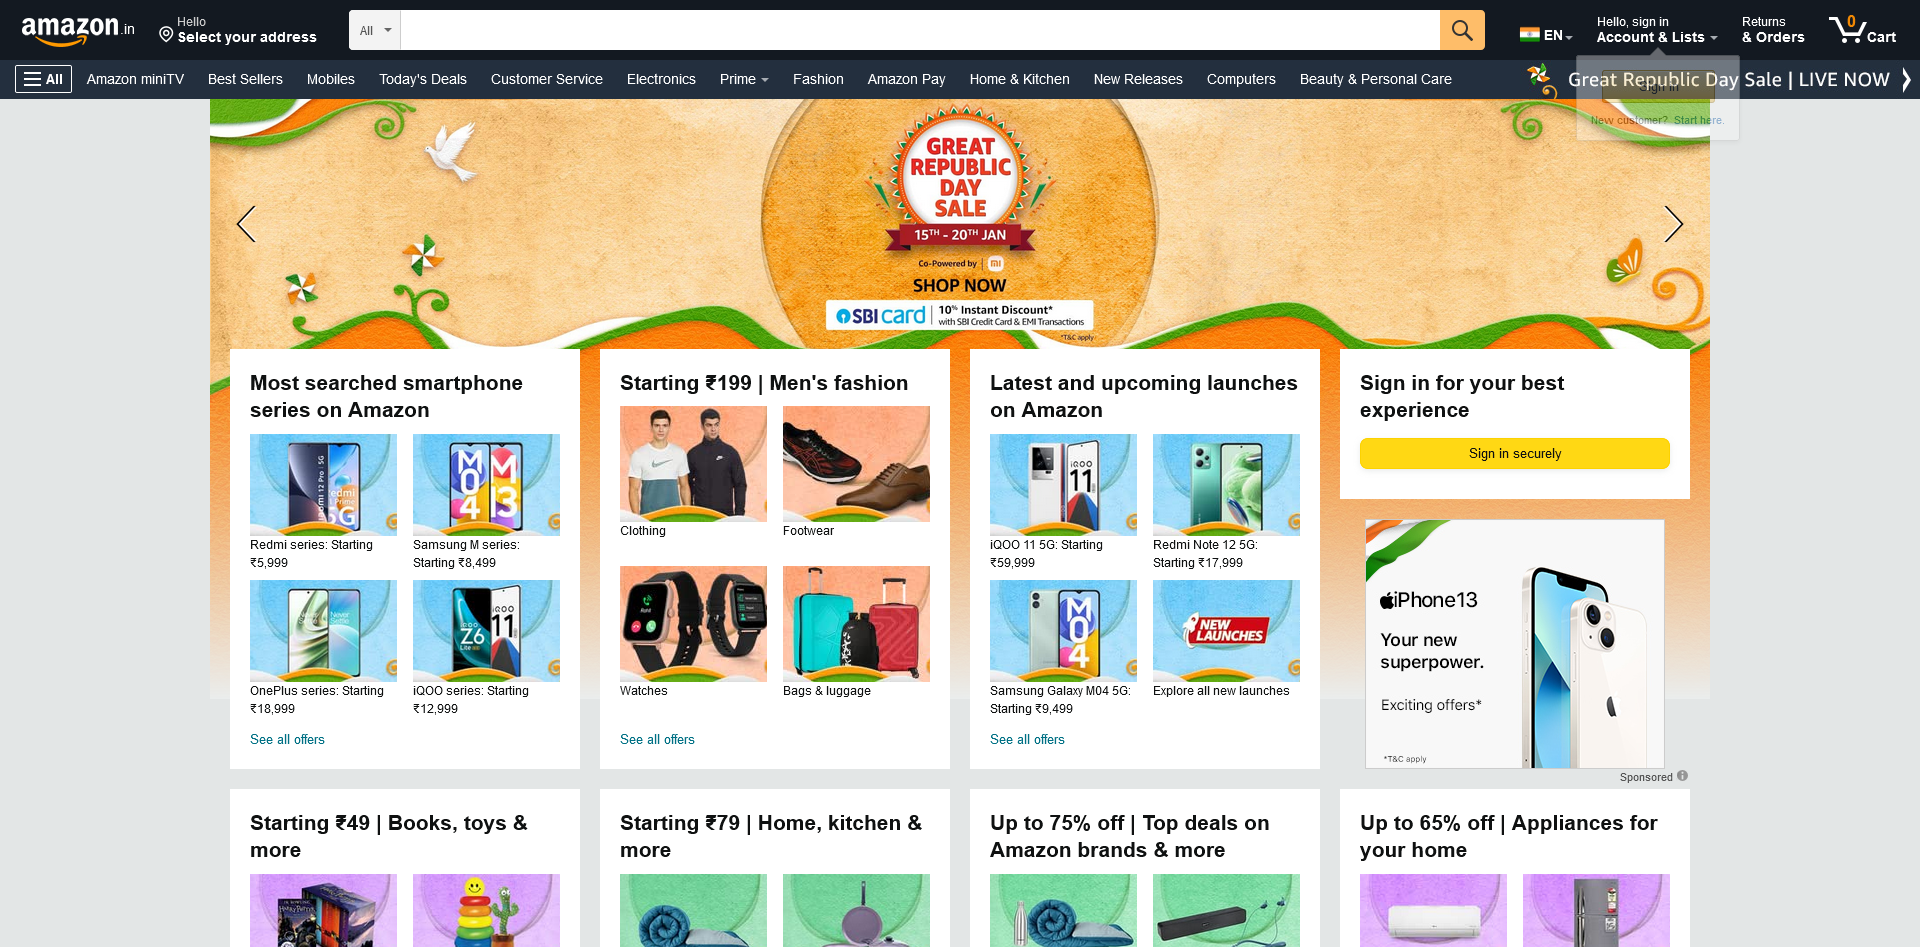 amazon.in
Hello
Select your address
All
EN
Hello, sign in
Account & Lists
Returns
& Orders
0
Cart
All
Amazon miniTV
Best Sellers
Mobiles
Today's Deals
Customer Service
Electronics
Prime
Fashion
Amazon Pay
Home & Kitchen
New Releases
Computers
Beauty & Personal Care
Great Republic Day Sale | LIVE NOW
Sign in
New customer? Start here.
GREAT
REPUBLIC
DAY
SALE
15TH - 20TH JAN
Co-Powered by | mi
SHOP NOW
SBI card | 10% Instant Discount*
with SBI Credit Card & EMI Transactions
*T&C apply
Most searched smartphone
series on Amazon
Redmi series: Starting
₹5,999
Samsung M series:
Starting ₹8,499
OnePlus series: Starting
₹18,999
iQOO series: Starting
₹12,999
See all offers
Starting ₹199 | Men's fashion
Clothing
Footwear
Watches
Bags & luggage
See all offers
Latest and upcoming launches
on Amazon
iQOO 11 5G: Starting
₹59,999
Redmi Note 12 5G:
Starting ₹17,999
NEW
LAUNCHES
Samsung Galaxy M04 5G:
Starting ₹9,499
Explore all new launches
See all offers
Sign in for your best
experience
Sign in securely
iPhone13
Your new
superpower.
Exciting offers*
*T&C apply
Sponsored
Starting ₹49 | Books, toys &
more
Starting ₹79 | Home, kitchen &
more
Up to 75% off | Top deals on
Amazon brands & more
Up to 65% off | Appliances for
your home